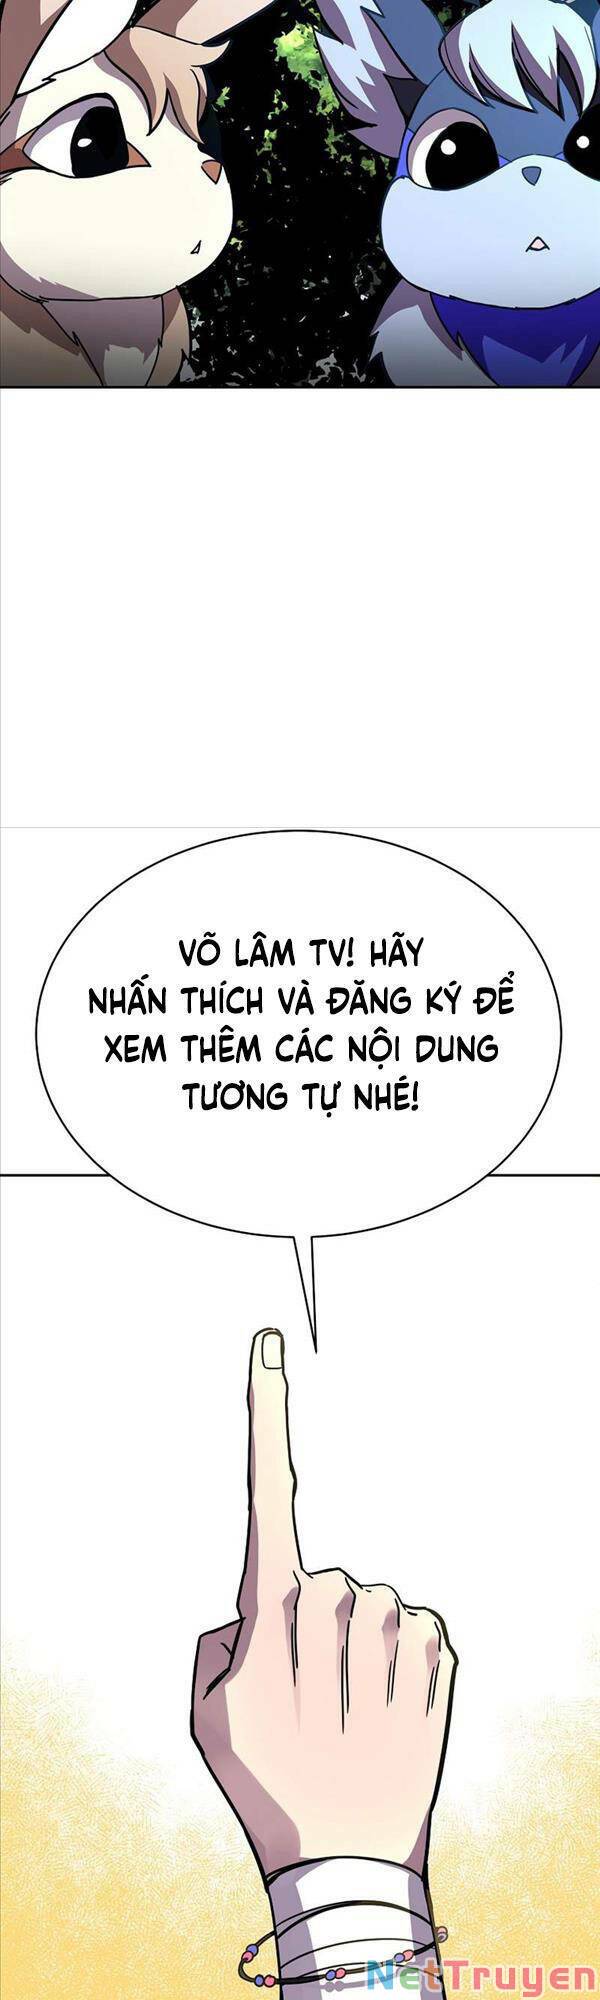 VÕ LÂM TV! HÃY
NHẤN THÍCH VÀ ĐĂNG KÝ ĐỂ
XEM THÊM CÁC NỘI DUNG
TƯƠNG TỰ NHÉ!
NetTruyen